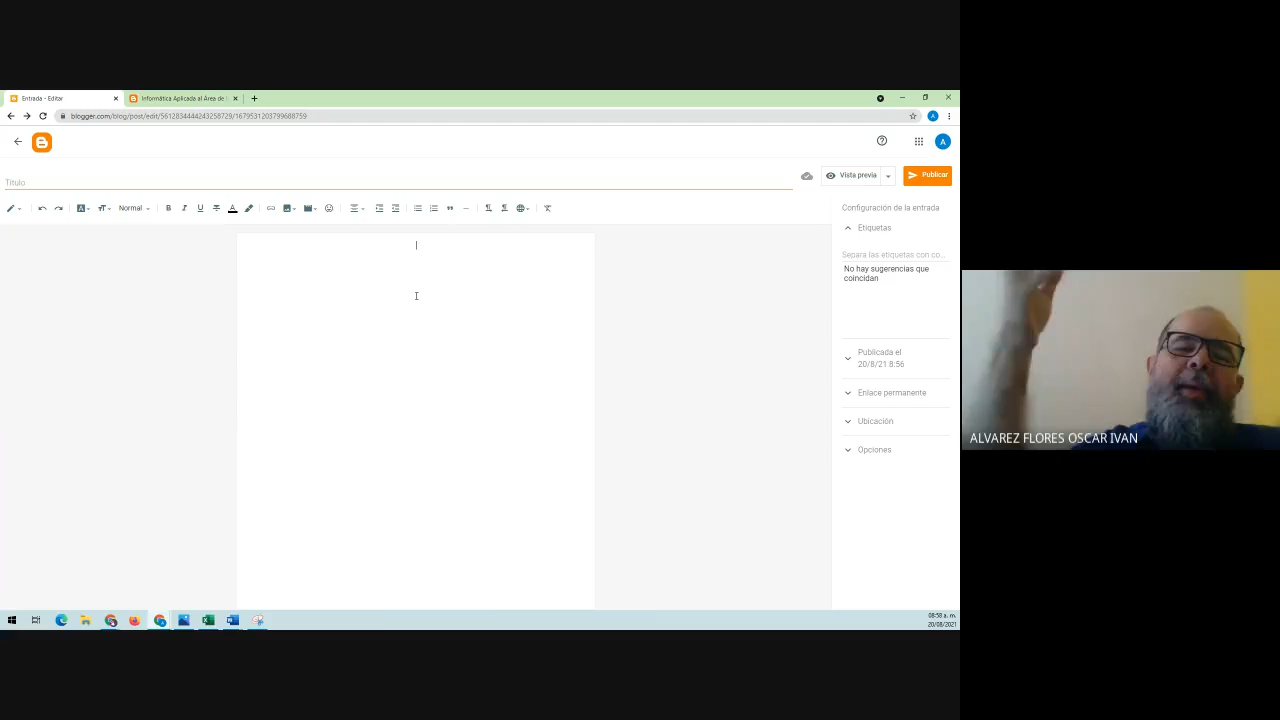 Entrada - Editar
Informática Aplicada al Área de
blogger.com/blog/post/edit/5612834444243258729/1679531203799688759
A
A
Título
Vista previa
Publicar
Normal
Configuración de la entrada
Etiquetas
Separa las etiquetas con co...
No hay sugerencias que
coincidan
Publicada el
20/8/21 8:56
Enlace permanente
Ubicación
Opciones
ALVAREZ FLORES OSCAR IVAN
08:58 a. m.
20/08/2021